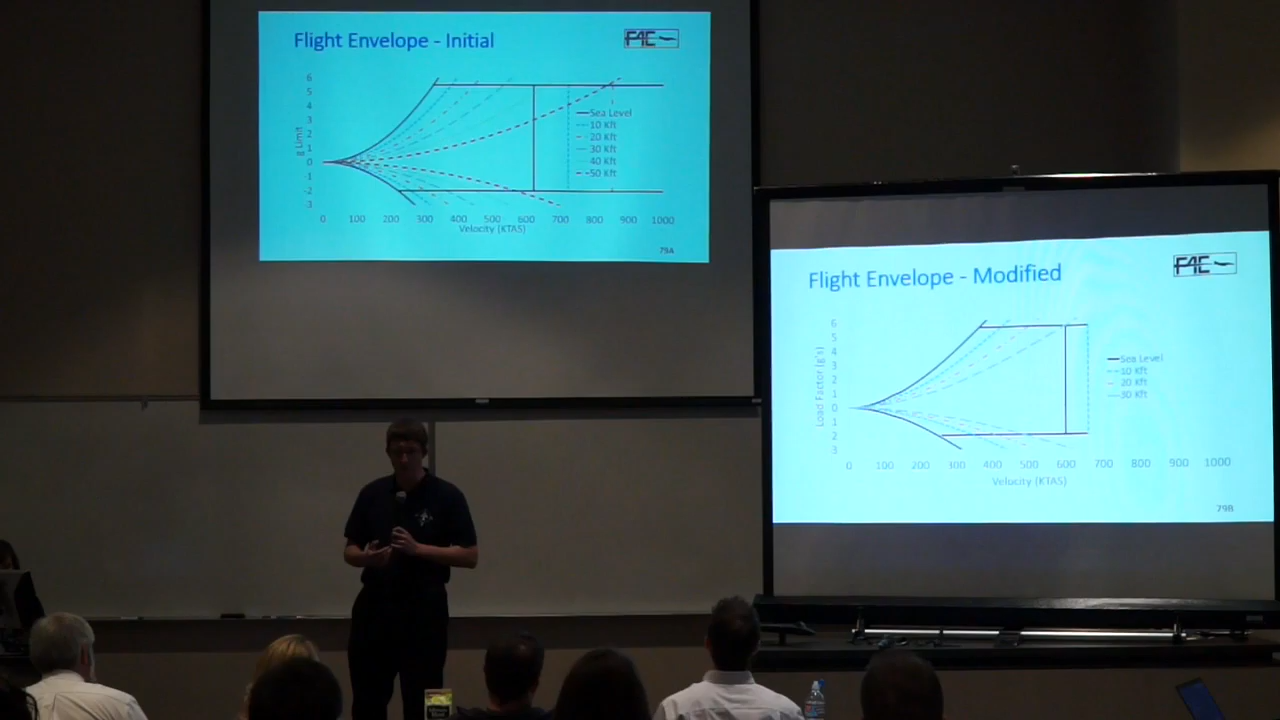 Flight Envelope - Initial
FAE
6
5
4
3
2
1
0
-1
-2
-3
g Limit
Sea Level
10 Kft
20 Kft
30 Kft
40 Kft
50 Kft
0 100 200 300 400 500 600 700 800 900 1000
Velocity (KTAS)
79A
Flight Envelope - Modified
FAE
6
5
4
3
2
1
0
1
2
3
Load Factor (g's)
Sea Level
10 Kft
20 Kft
30 Kft
0 100 200 300 400 500 600 700 800 900 1000
Velocity (KTAS)
79B